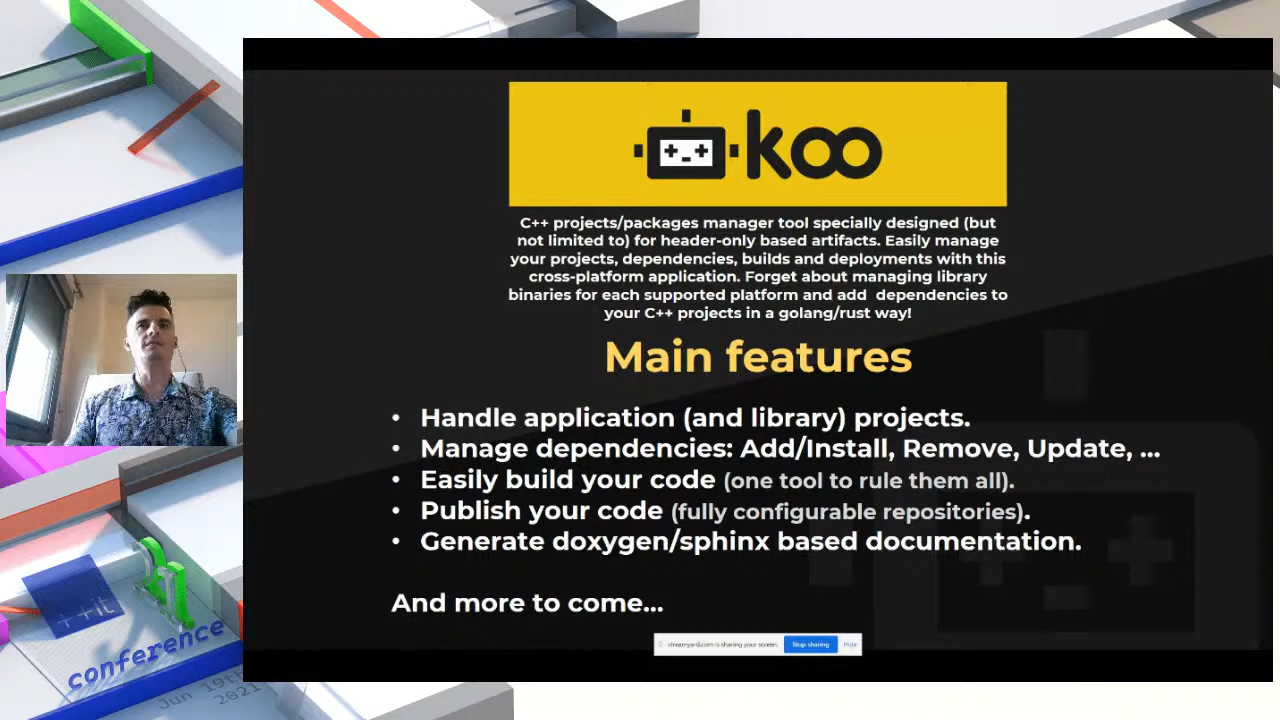 koo
C++ projects/packages manager tool specially designed (but
not limited to) for header-only based artifacts. Easily manage
your projects, dependencies, builds and deployments with this
cross-platform application. Forget about managing library
binaries for each supported platform and add dependencies to
your C++ projects in a golang/rust way!
Main features
• Handle application (and library) projects.
• Manage dependencies: Add/Install, Remove, Update, ...
• Easily build your code (one tool to rule them all).
• Publish your code (fully configurable repositories).
• Generate doxygen/sphinx based documentation.
And more to come...
streamyard.com is sharing your screen. Stop sharing Hide
++it
conference
Jun 19th
2021